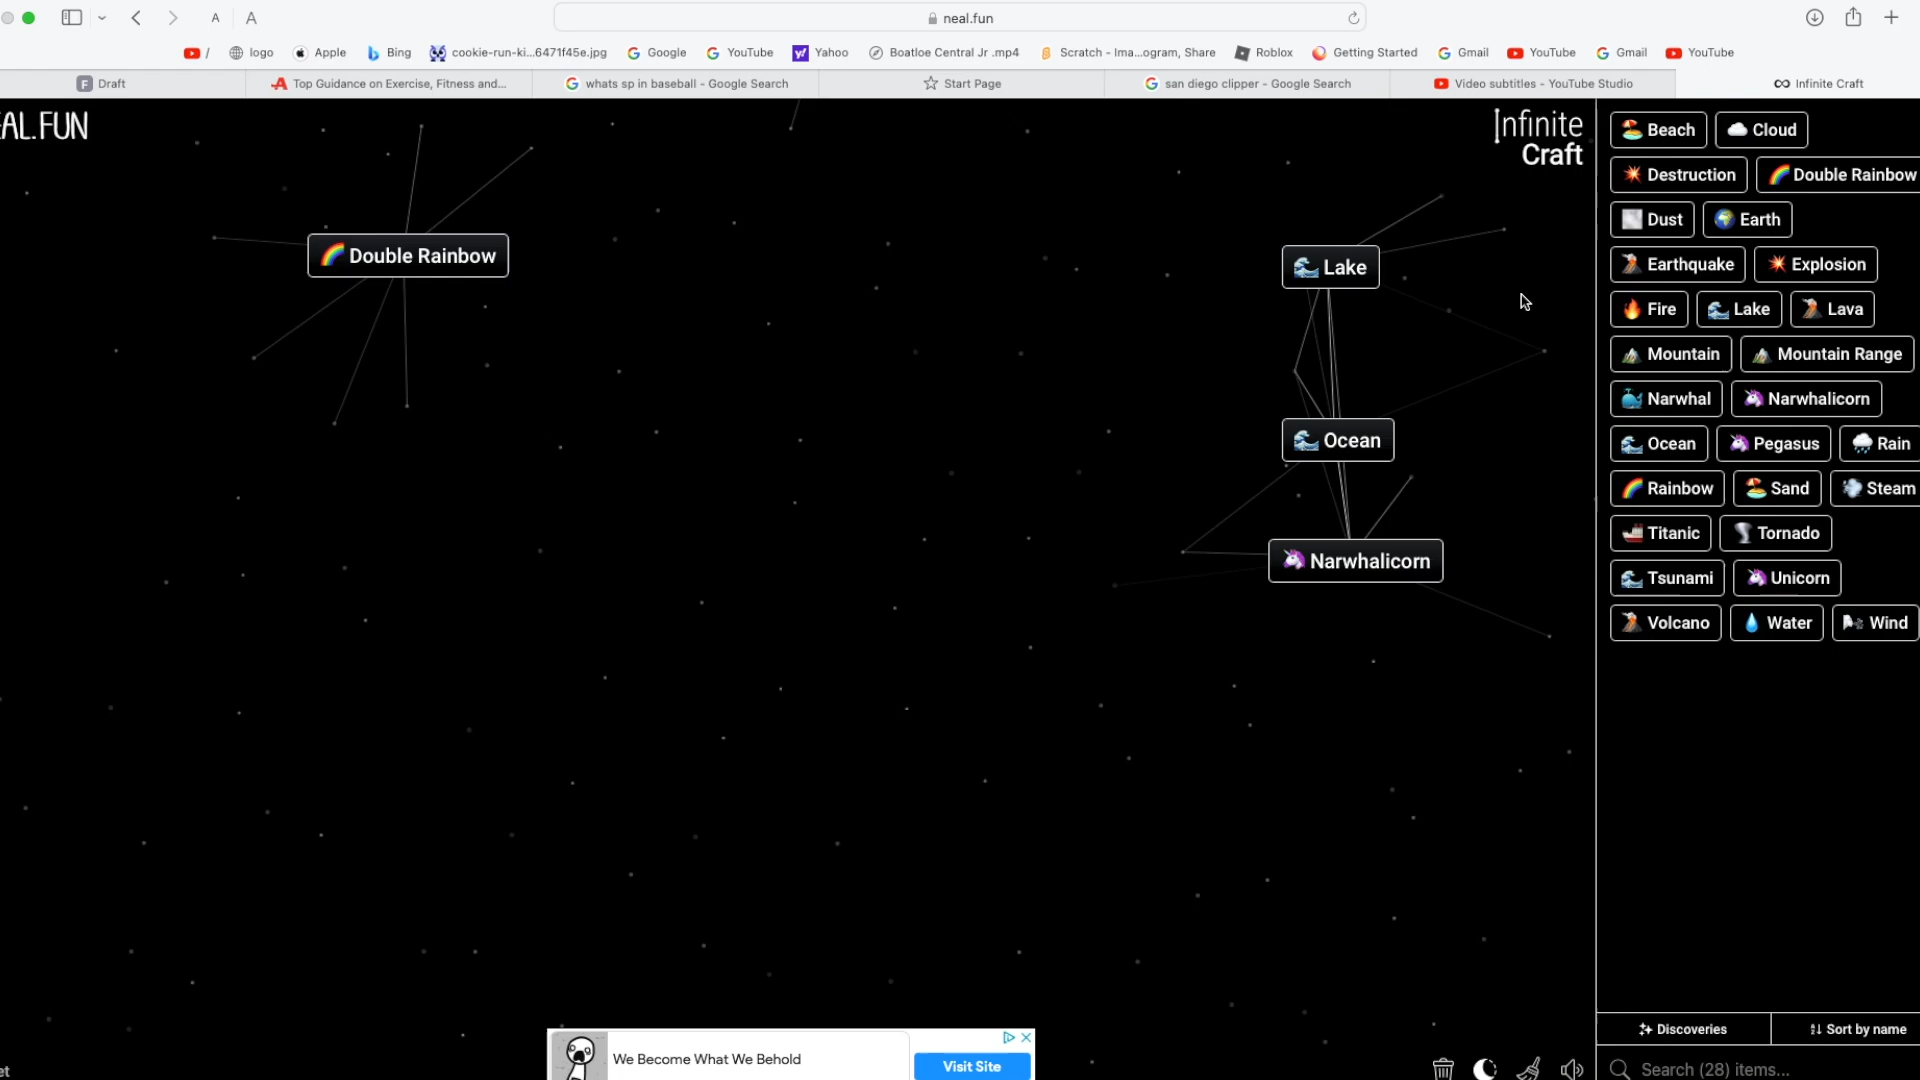 A A neal.fun
/ logo Apple Bing cookie-run-ki...6471f45e.jpg Google YouTube Yahoo Boatloe Central Jr .mp4 Scratch - Ima...ogram, Share Roblox Getting Started Gmail YouTube Gmail YouTube
Draft Top Guidance on Exercise, Fitness and... whats sp in baseball - Google Search Start Page san diego clipper - Google Search Video subtitles - YouTube Studio Infinite Craft
EAL.FUN
Infinite
Craft
Double Rainbow
Lake
Ocean
Narwhalicorn
Beach Cloud
Destruction Double Rainbow
Dust Earth
Earthquake Explosion
Fire Lake Lava
Mountain Mountain Range
Narwhal Narwhalicorn
Ocean Pegasus Rain
Rainbow Sand Steam
Titanic Tornado
Tsunami Unicorn
Volcano Water Wind
Discoveries Sort by name
Search (28) items...
We Become What We Behold
Visit Site
et